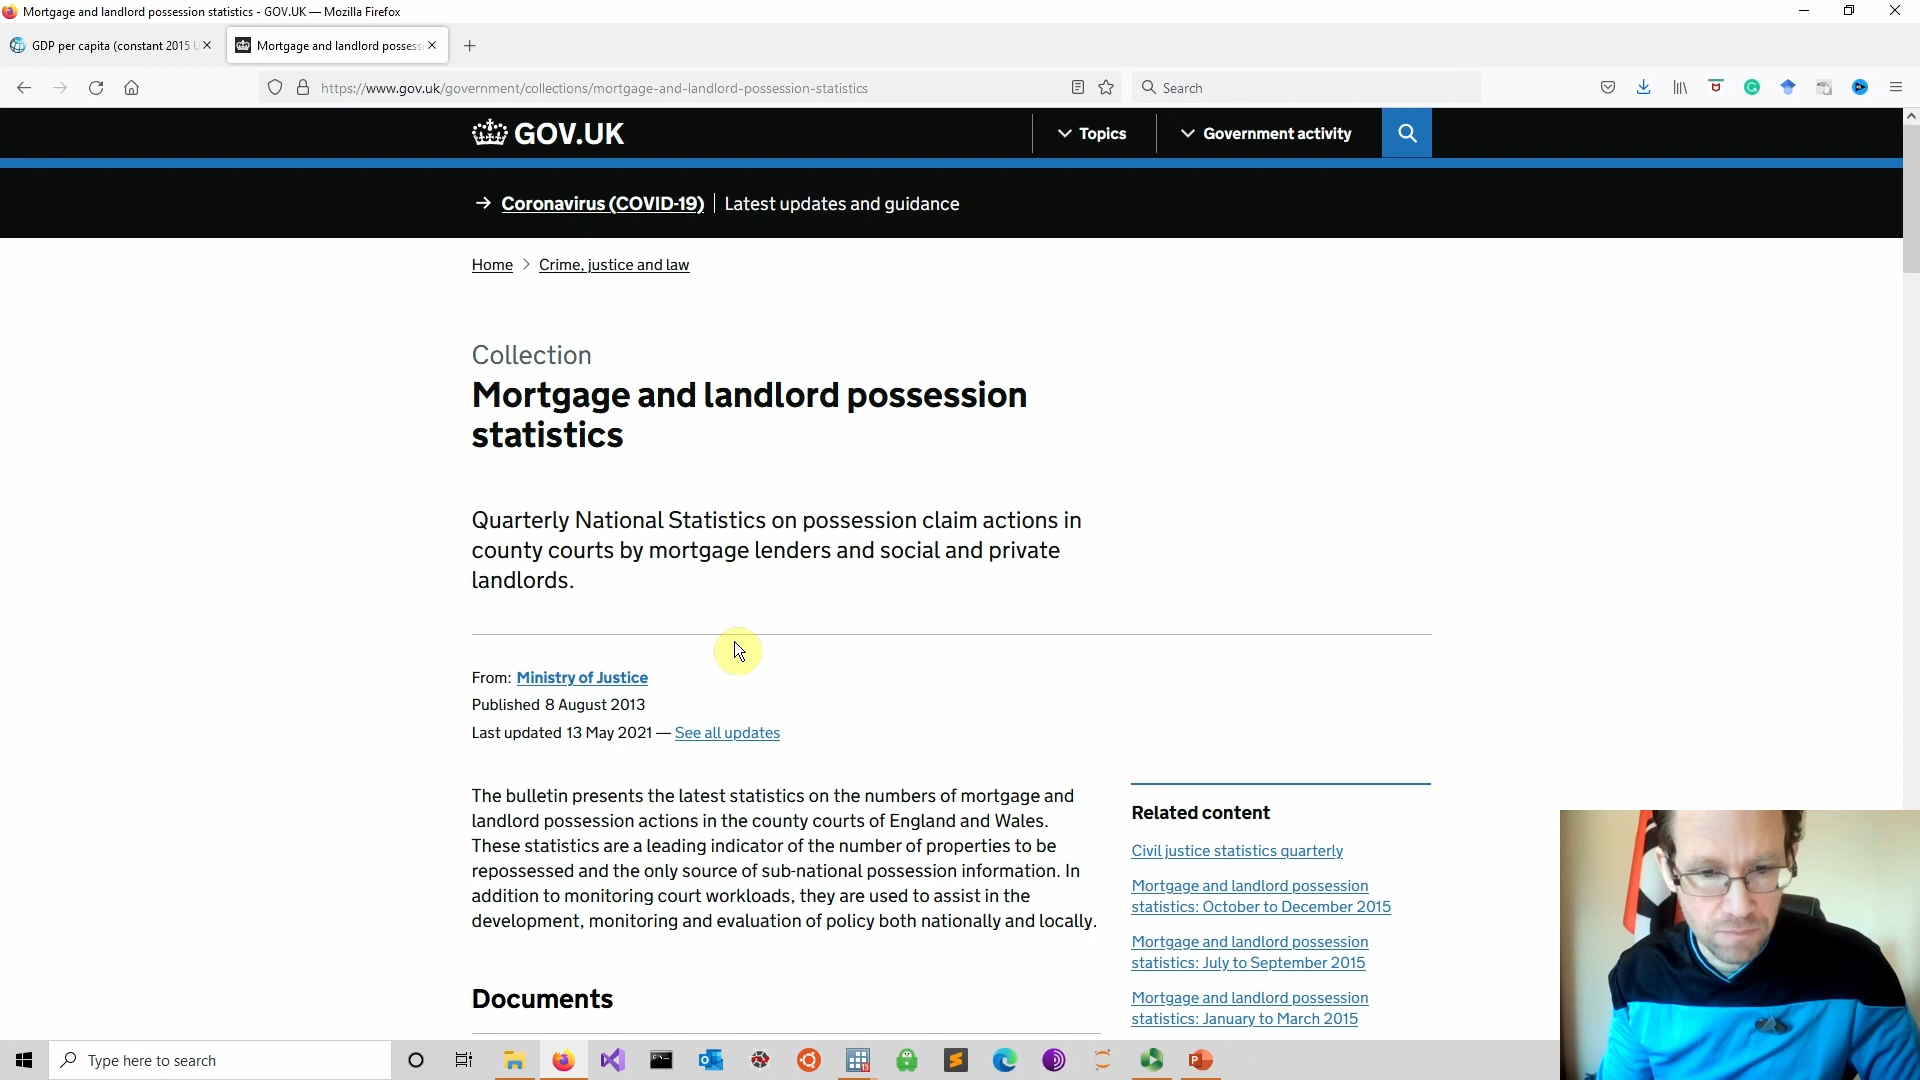 Mortgage and landlord possession statistics - GOV.UK — Mozilla Firefox
GDP per capita (constant 2015 U
Mortgage and landlord possess
https://www.gov.uk/government/collections/mortgage-and-landlord-possession-statistics
Search
GOV.UK
Topics
Government activity
→ Coronavirus (COVID-19) | Latest updates and guidance
Home > Crime, justice and law
Collection
Mortgage and landlord possession
statistics
Quarterly National Statistics on possession claim actions in
county courts by mortgage lenders and social and private
landlords.
From: Ministry of Justice
Published 8 August 2013
Last updated 13 May 2021 — See all updates
The bulletin presents the latest statistics on the numbers of mortgage and
landlord possession actions in the county courts of England and Wales.
These statistics are a leading indicator of the number of properties to be
repossessed and the only source of sub-national possession information. In
addition to monitoring court workloads, they are used to assist in the
development, monitoring and evaluation of policy both nationally and locally.
Documents
Related content
Civil justice statistics quarterly
Mortgage and landlord possession
statistics: October to December 2015
Mortgage and landlord possession
statistics: July to September 2015
Mortgage and landlord possession
statistics: January to March 2015
Type here to search